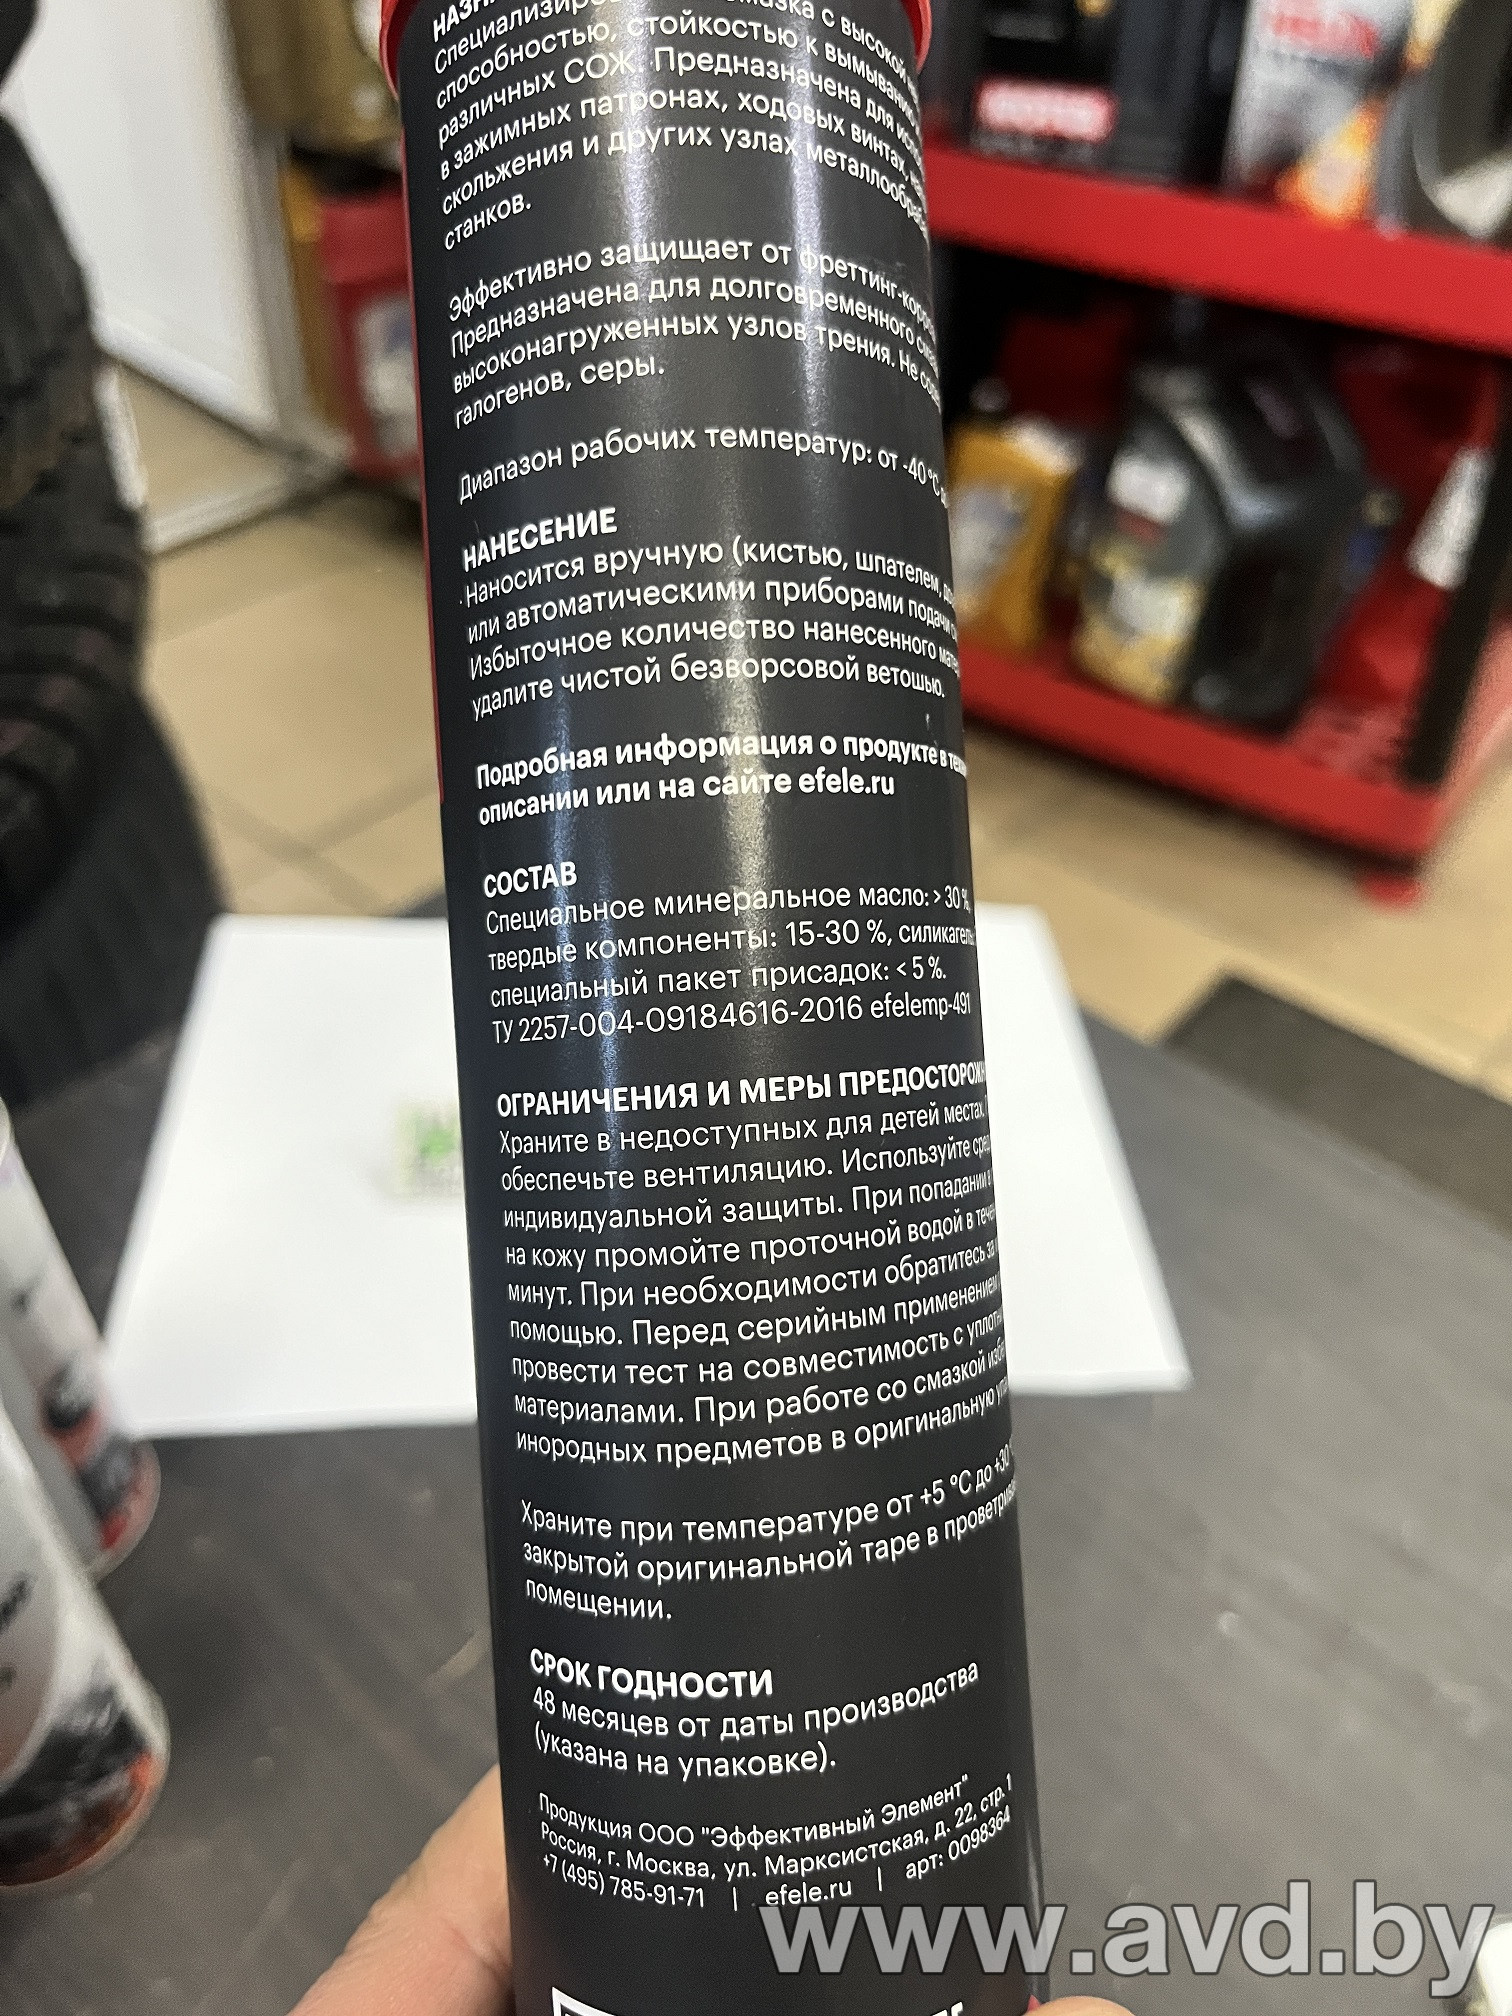 с высокой
способностью, стойкостью к вымыванию
различных СОЖ. Предназначена для
в зажимных патронах, ходовых винтах,
скольжения и других узлах
станков.
Эффективно защищает от
Предназначена для долговременного
высоконагруженных узлов трения. Не
галогенов, серы.
Диапазон рабочих температур: от -40 °C
НАНЕСЕНИЕ
Наносится вручную (кистью, шпателем,
или автоматическими приборами подачи
Избыточное количество нанесенного
удалите чистой безворсовой ветошью.
Подробная информация о продукте в
описании или на сайте efele.ru
СОСТАВ
Специальное минеральное масло: > 30 %,
твердые компоненты: 15-30 %, силикагель:
специальный пакет присадок: < 5 %.
ТУ 2257-004-09184616-2016 efelemp-491
ОГРАНИЧЕНИЯ И МЕРЫ
Храните в недоступных для детей местах.
обеспечьте вентиляцию. Используйте
индивидуальной защиты. При попадании в
на кожу промойте проточной водой в
минут. При необходимости обратитесь за
помощью. Перед серийным применением
провести тест на совместимость с
материалами. При работе со смазкой
инородных предметов в оригинальную
Храните при температуре от +5 °C до +30
закрытой оригинальной таре в
помещении.
СРОК ГОДНОСТИ
48 месяцев от даты производства
(указана на упаковке).
Продукция ООО "Эффективный Элемент"
Россия, г. Москва, ул. Марксистская, д. 22, стр. 1
+7 (495) 785-91-71 | efele.ru | арт: 0098364
www.avd.by